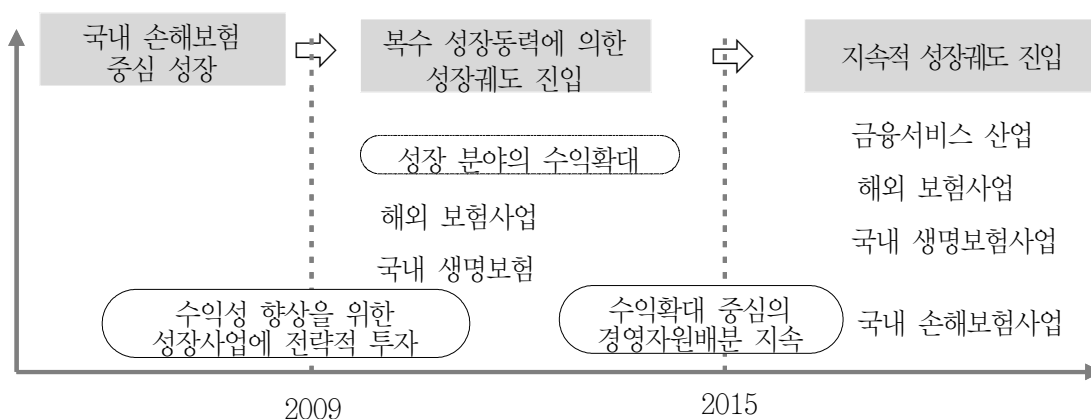 국내 손해보험
중심 성장
복수 성장동력에 의한
성장궤도 진입
지속적 성장궤도 진입
성장 분야의 수익확대
해외 보험사업
국내 생명보험
금융서비스 산업
해외 보험사업
국내 생명보험사업
국내 손해보험사업
수익성 향상을 위한
성장사업에 전략적 투자
수익확대 중심의
경영자원배분 지속
2009
2015